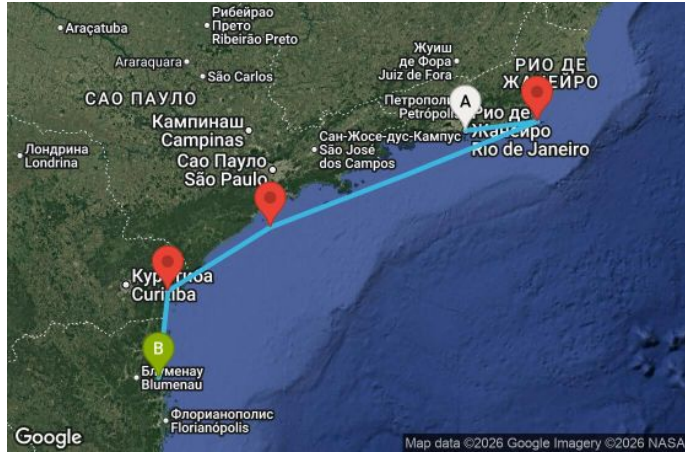 Araçatuba
Рибейрао
Прето
Ribeirão Preto
Araraquara
São Carlos
Жуиш
де Фора
Juiz de Fora
РИО ДЕ
ЖАНЕЙРО
САО ПАУЛО
Кампинаш
Campinas
Петрополис
Petrópolis
A
Рио де
Жанейро
Rio de Janeiro
Сан-Жосе-дус-Кампус
São José
dos Campos
Лондрина
Londrina
Сао Пауло
São Paulo
Куритиба
Curitiba
B
Блуменау
Blumenau
Флорианополис
Florianópolis
Google
Map data ©2026 Google Imagery ©2026 NASA